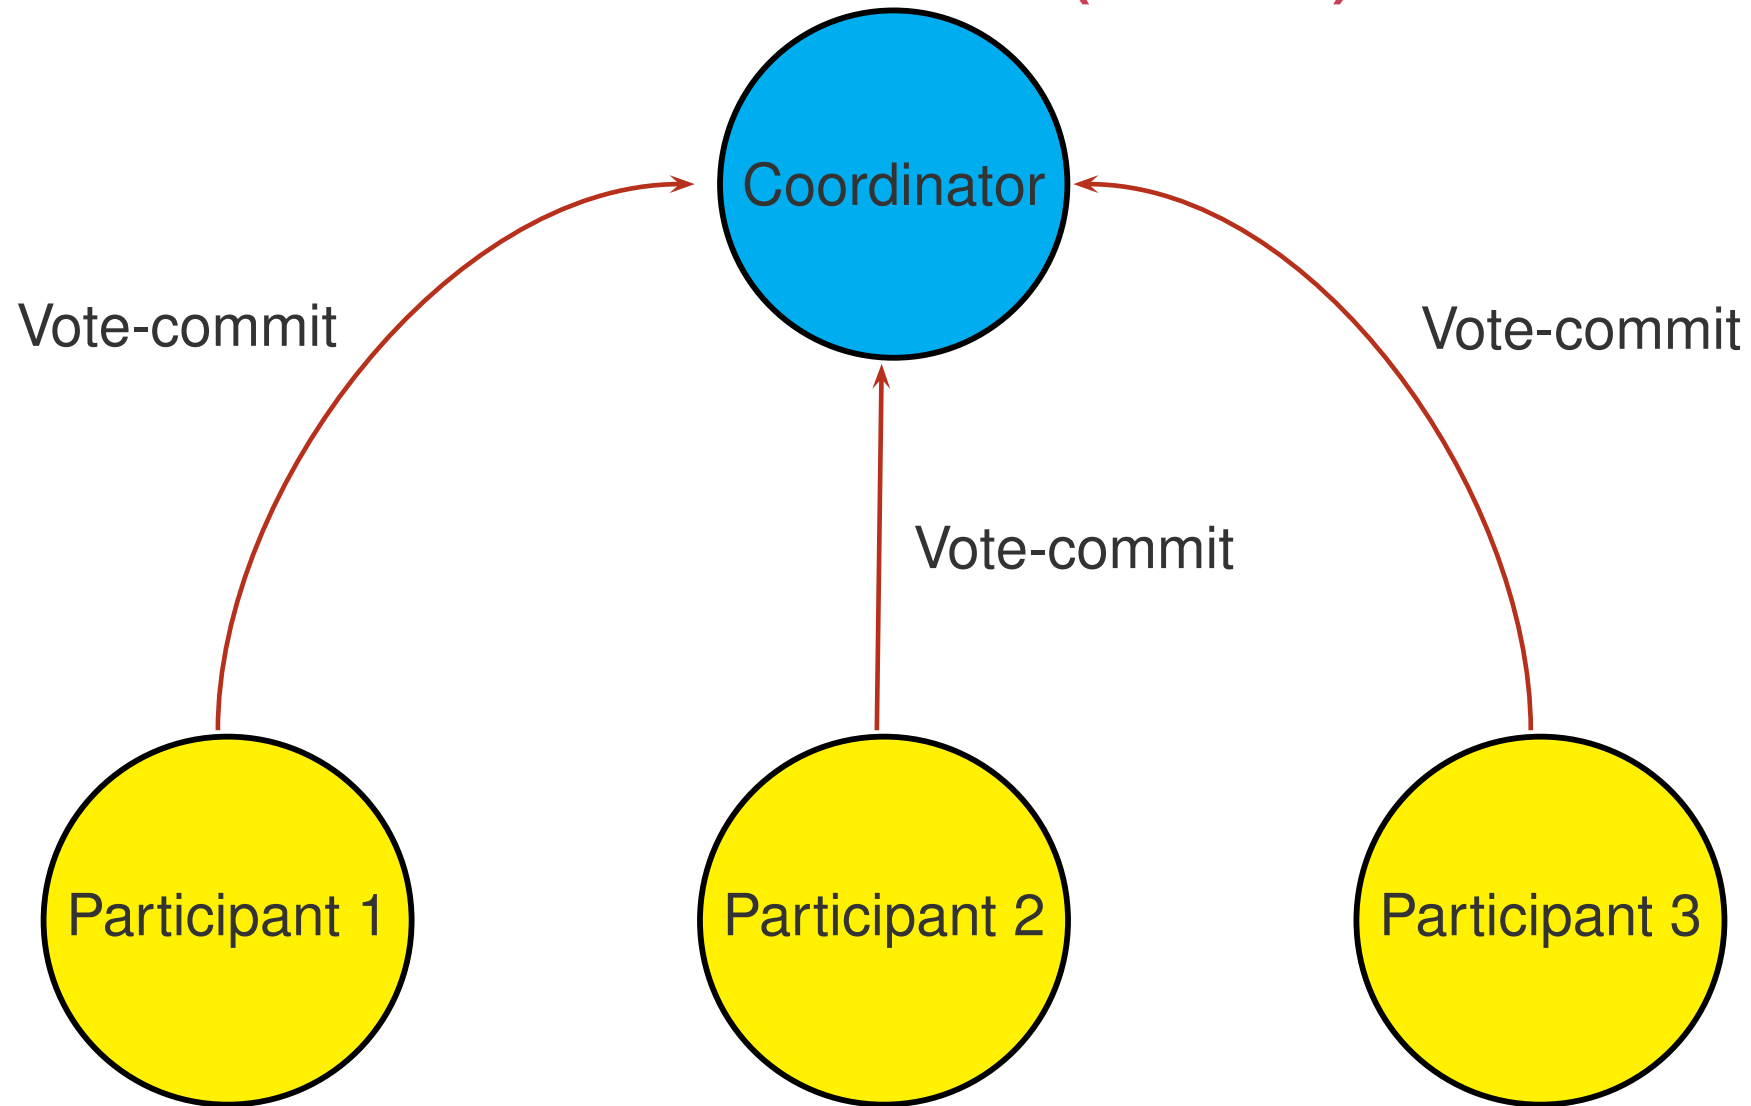 Coordinator
Vote-commit
Vote-commit
Vote-commit
Participant 1
Participant 2
Participant 3